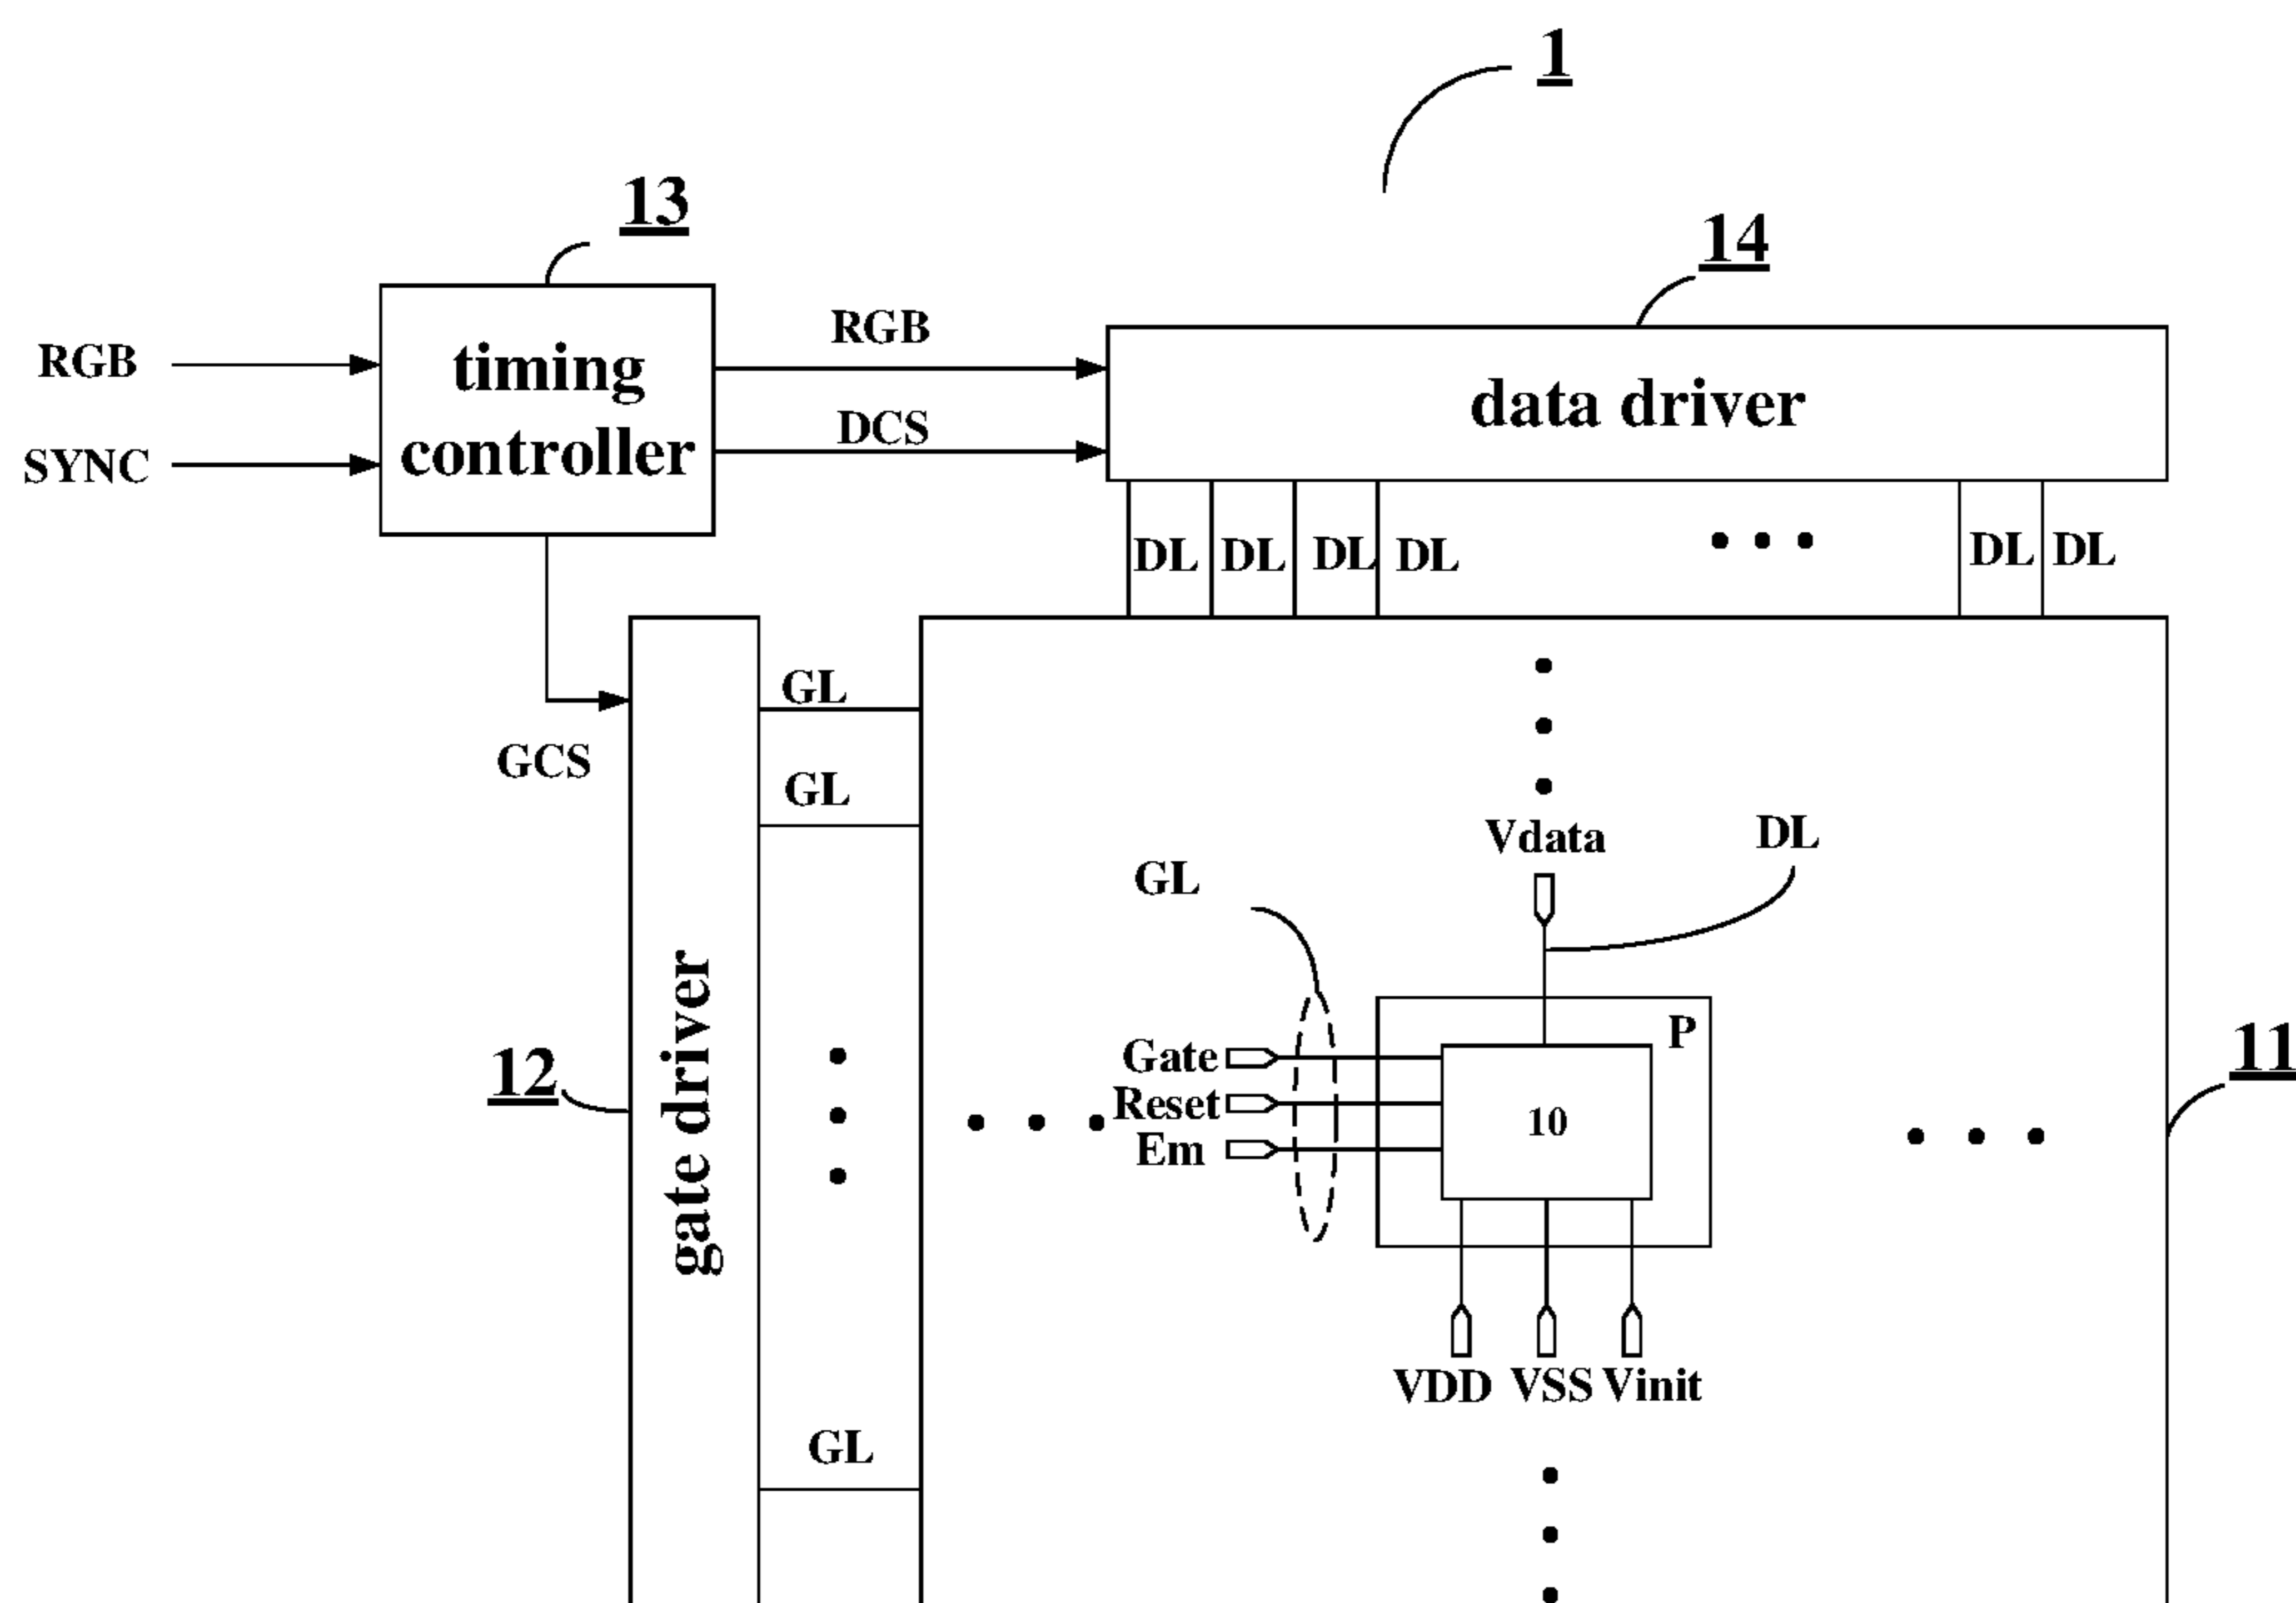 1
13
14
RGB
SYNC
timing
controller
RGB
DCS
data driver
DL DL DL DL DL DL
GL
GCS
GL
Vdata
DL
GL
gate driver
P
12
Gate
Reset
Em
10
11
VDD VSS Vinit
GL